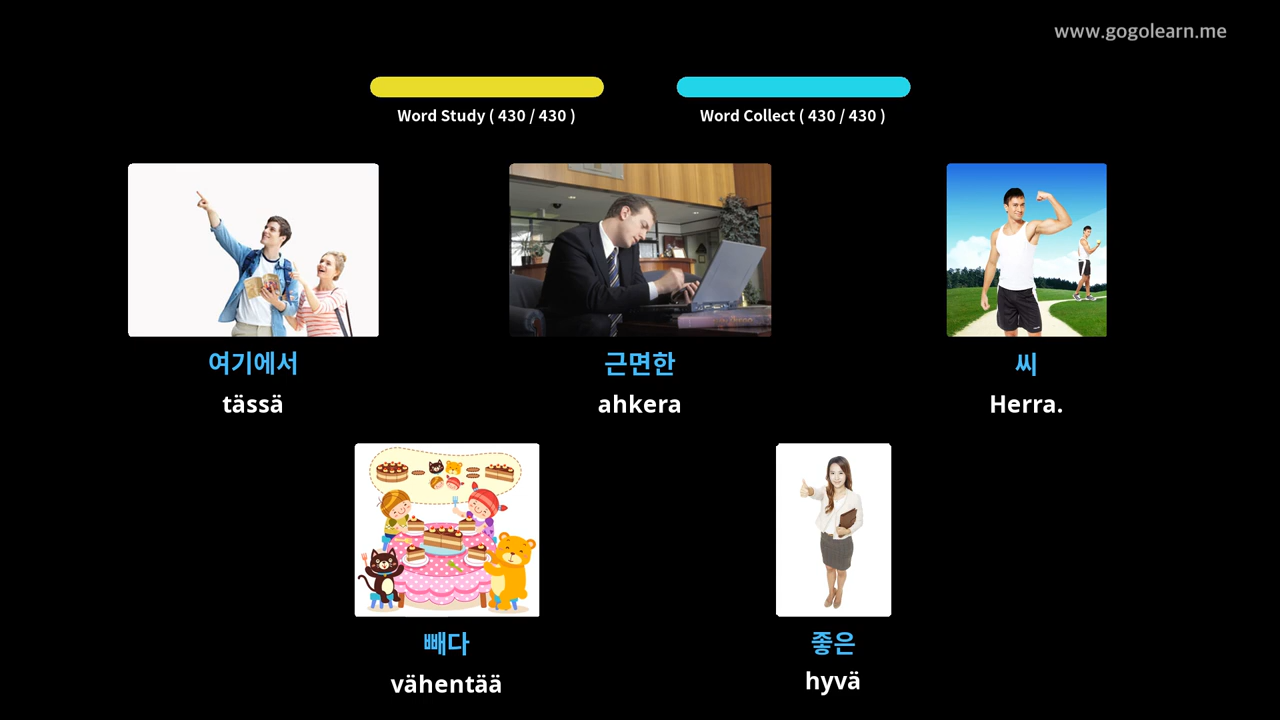 www.gogolearn.me
Word Study ( 430 / 430 )
Word Collect ( 430 / 430 )
여기에서
tässä
근면한
ahkera
씨
Herra.
빼다
vähentää
좋은
hyvä